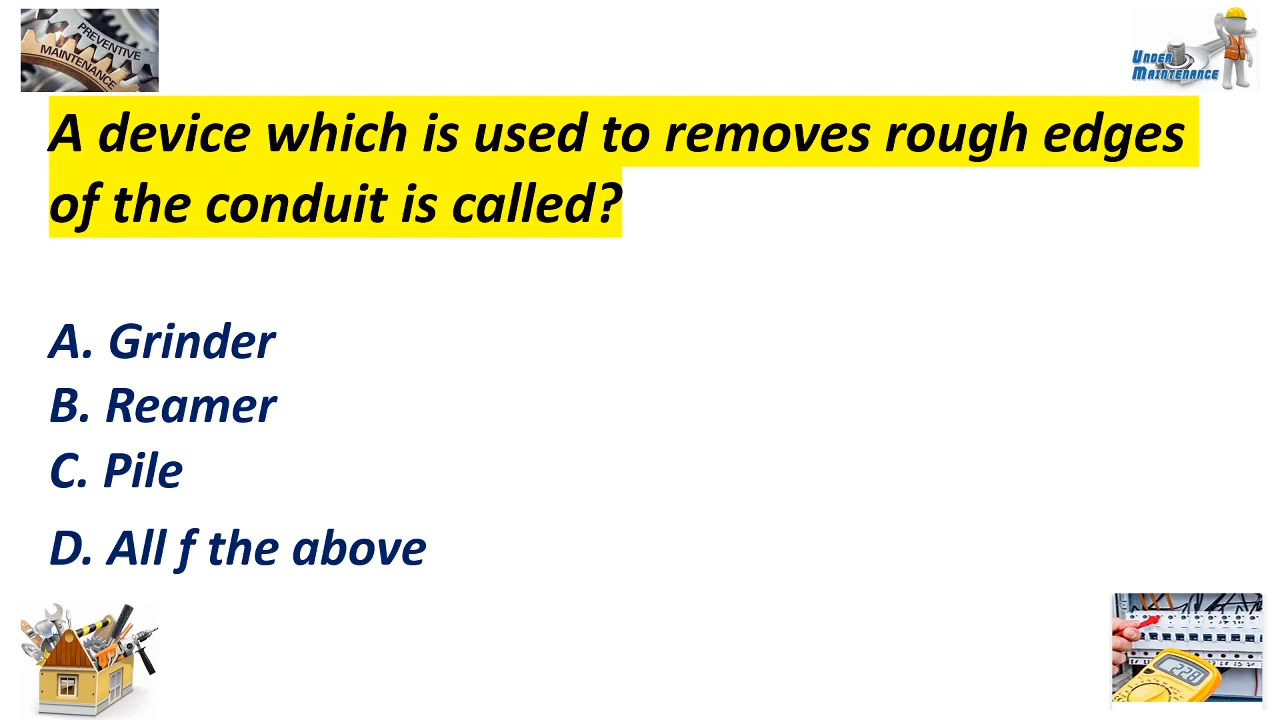 PREVENTIVE
MAINTENANCE
UNDER
MAINTENANCE
A device which is used to removes rough edges
of the conduit is called?
A. Grinder
B. Reamer
C. Pile
D. All f the above
228